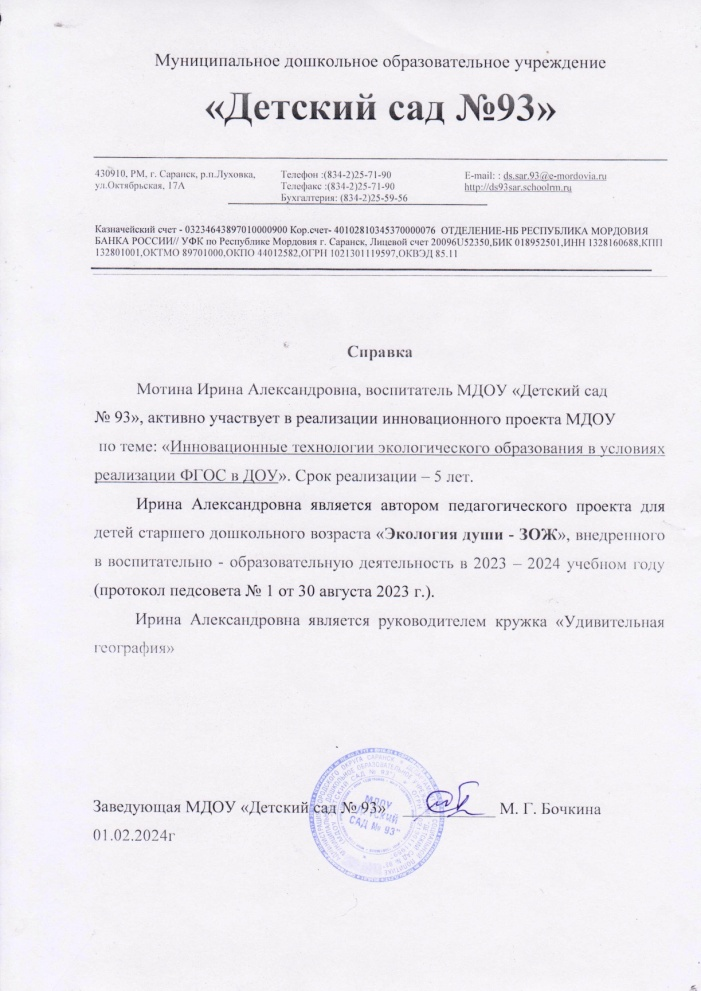 Муниципальное дошкольное образовательное учреждение
«Детский сад №93»
430910, РМ, г. Саранск, р.п.Луховка,
ул.Октябрьская, 17А
Телефон :(834-2)25-71-90
Телефакс :(834-2)25-71-90
Бухгалтерия: (834-2)25-59-56
E-mail: : ds.sar.93@e-mordovia.ru
http://ds93sar.schoolrm.ru
Казначейский счет - 03234643897010000900 Кор.счет- 40102810345370000076 ОТДЕЛЕНИЕ-НБ РЕСПУБЛИКА МОРДОВИЯ
БАНКА РОССИИ// УФК по Республике Мордовия г. Саранск, Лицевой счет 20096U52350,БИК 018952501,ИНН 1328160688,КПП
132801001,ОКТМО 89701000,ОКПО 44012582,ОГРН 1021301119597,ОКВЭД 85.11
Справка
Мотина Ирина Александровна, воспитатель МДОУ «Детский сад
№ 93», активно участвует в реализации инновационного проекта МДОУ
по теме: «Инновационные технологии экологического образования в условиях
реализации ФГОС в ДОУ». Срок реализации – 5 лет.
Ирина Александровна является автором педагогического проекта для
детей старшего дошкольного возраста «Экология души - ЗОЖ», внедренного
в воспитательно - образовательную деятельность в 2023 – 2024 учебном году
(протокол педсовета № 1 от 30 августа 2023 г.).
Ирина Александровна является руководителем кружка «Удивительная
география»
Заведующая МДОУ «Детский сад № 93» ___________ М. Г. Бочкина
01.02.2024г
МДОУ
"ДЕТСКИЙ
САД № 93"